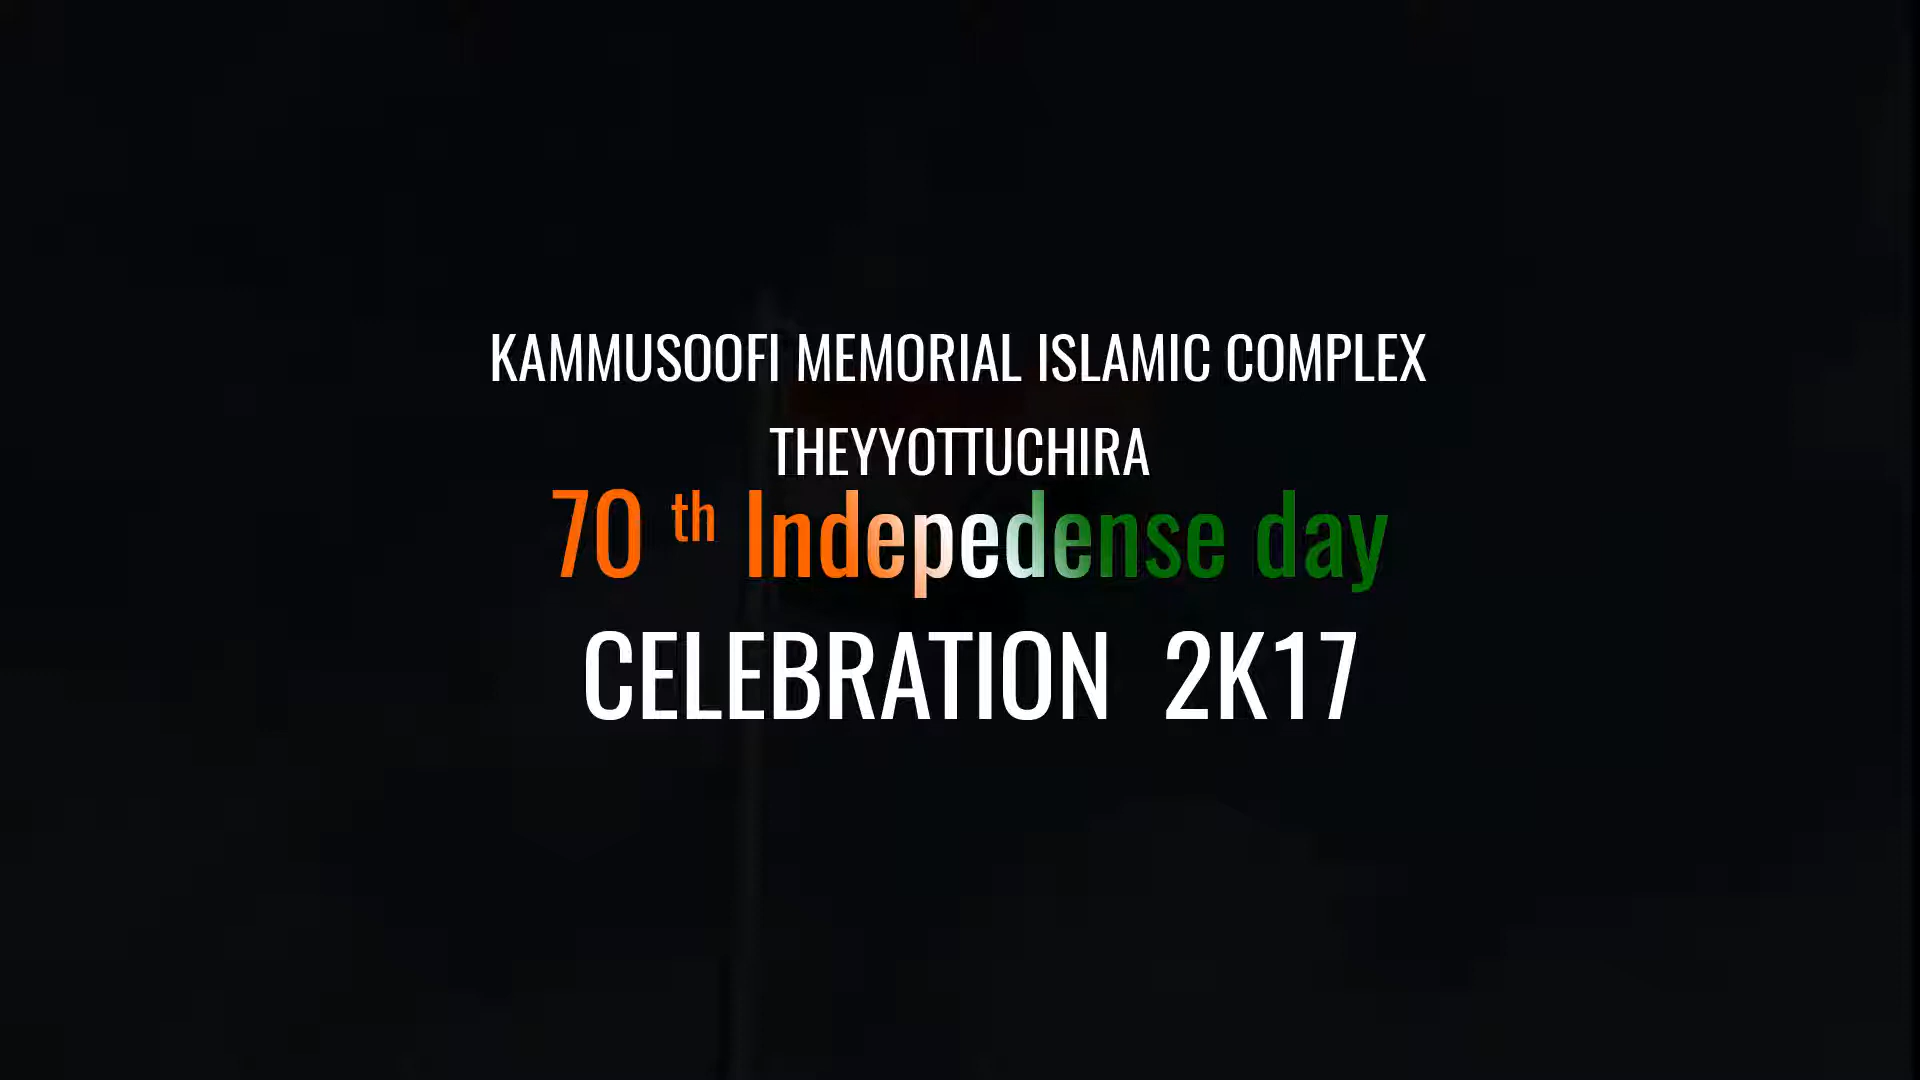 KAMMUSOOFI MEMORIAL ISLAMIC COMPLEX
THEYYOTTUCHIRA
70 th Indepedense day
CELEBRATION 2K17